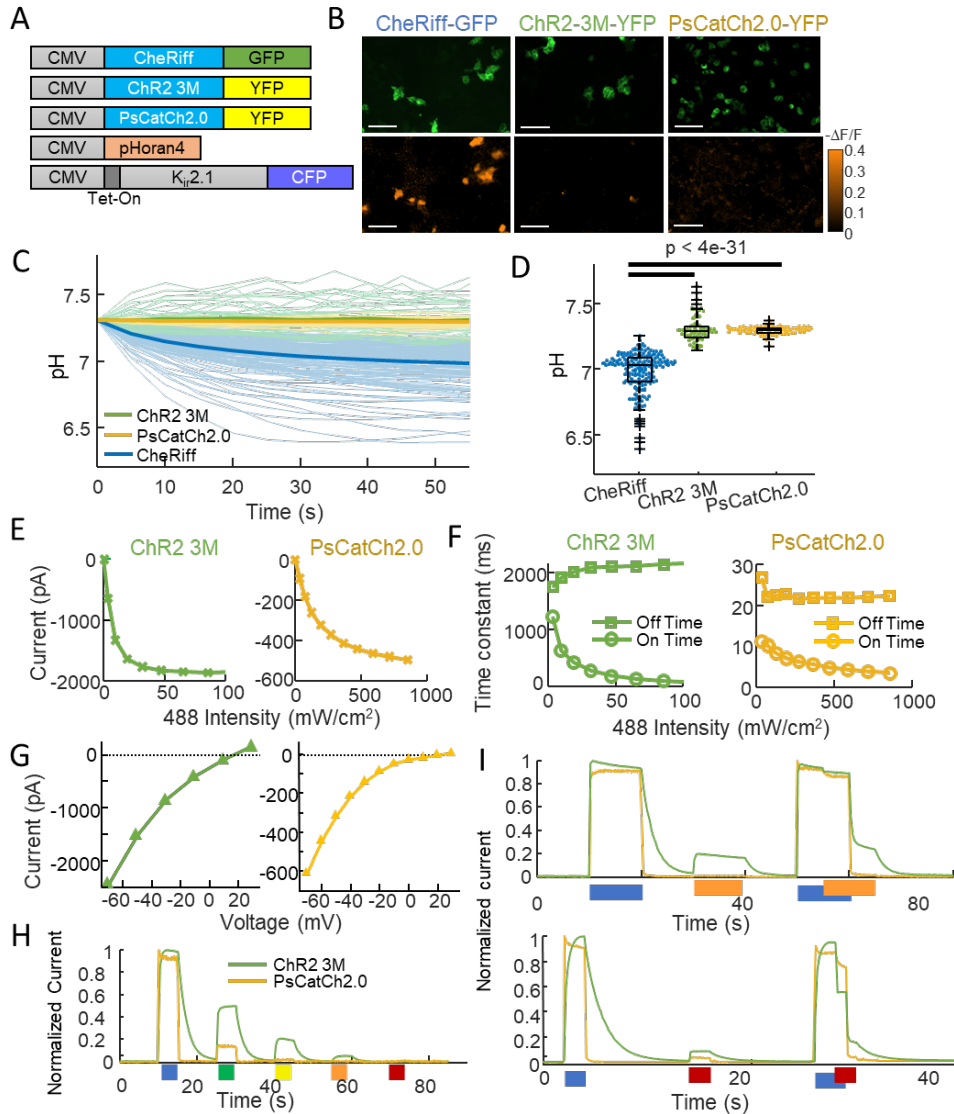 A
CMV CheRiff GFP
CMV ChR2 3M YFP
CMV PsCatCh2.0 YFP
CMV pHoran4
CMV Kir2.1 CFP
Tet-On
B
CheRiff-GFP ChR2-3M-YFP PsCatCh2.0-YFP
-ΔF/F
0.4
0.3
0.2
0.1
0
C
pH
7.5
7
6.5
ChR2 3M
PsCatCh2.0
CheRiff
0 10 20 30 40 50
Time (s)
D
p < 4e-31
pH
7.5
7
6.5
CheRiff ChR2 3M PsCatCh2.0
E
ChR2 3M PsCatCh2.0
Current (pA)
0
-1000
-2000
0
-200
-400
-600
0 50 100 0 500 1000
488 Intensity (mW/cm²)
F
ChR2 3M PsCatCh2.0
Time constant (ms)
2000
1000
0
Off Time
On Time
30
20
10
0
Off Time
On Time
0 50 100 0 1000
488 Intensity (mW/cm²)
G
Current (pA)
0
-1000
-2000
0
-200
-400
-600
-60 -40 -20 0 20 -60 -40 -20 0 20
Voltage (mV)
H
Normalized Current
1
0.8
0.6
0.4
0.2
0
ChR2 3M
PsCatCh2.0
0 20 40 60 80
Time (s)
I
Normalized current
1
0.8
0.6
0.4
0.2
0 40 80
Time (s)
1
0.8
0.6
0.4
0.2
0
0 20 40
Time (s)